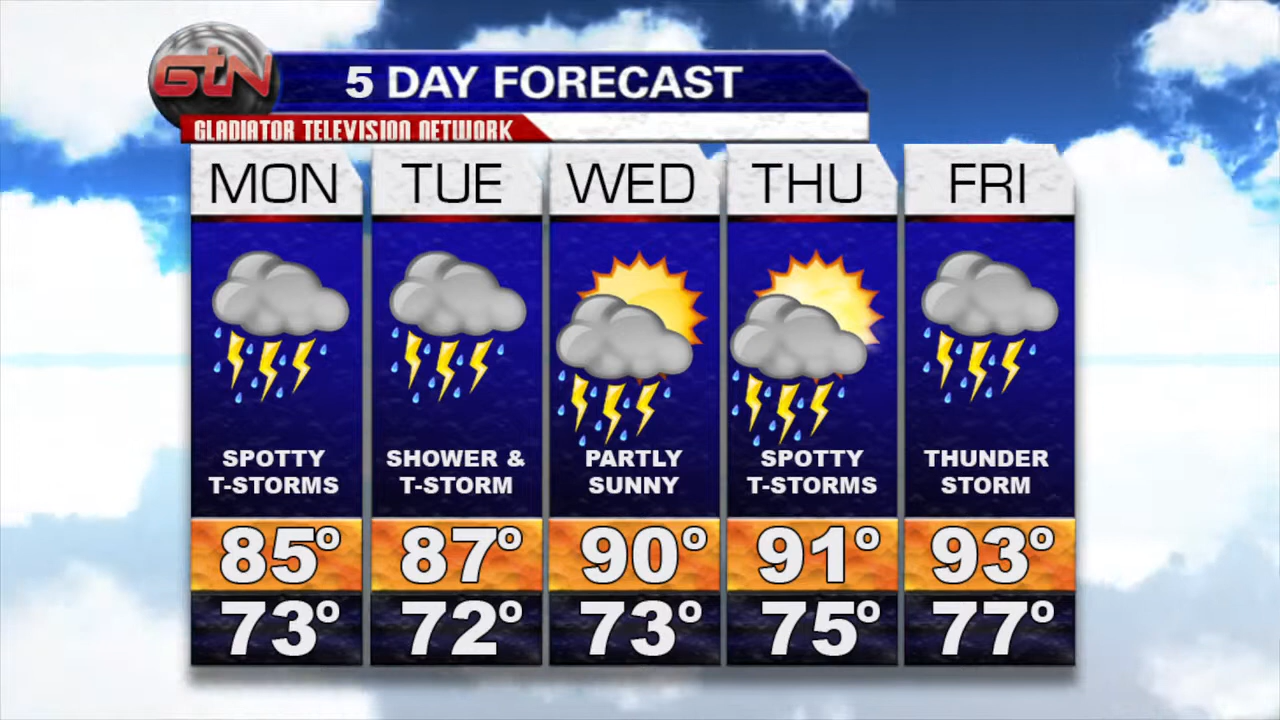 GtN
5 DAY FORECAST
GLADIATOR TELEVISION NETWORK
MON
SPOTTY
T-STORMS
85°
73°
TUE
SHOWER &
T-STORM
87°
72°
WED
PARTLY
SUNNY
90°
73°
THU
SPOTTY
T-STORMS
91°
75°
FRI
THUNDER
STORM
93°
77°